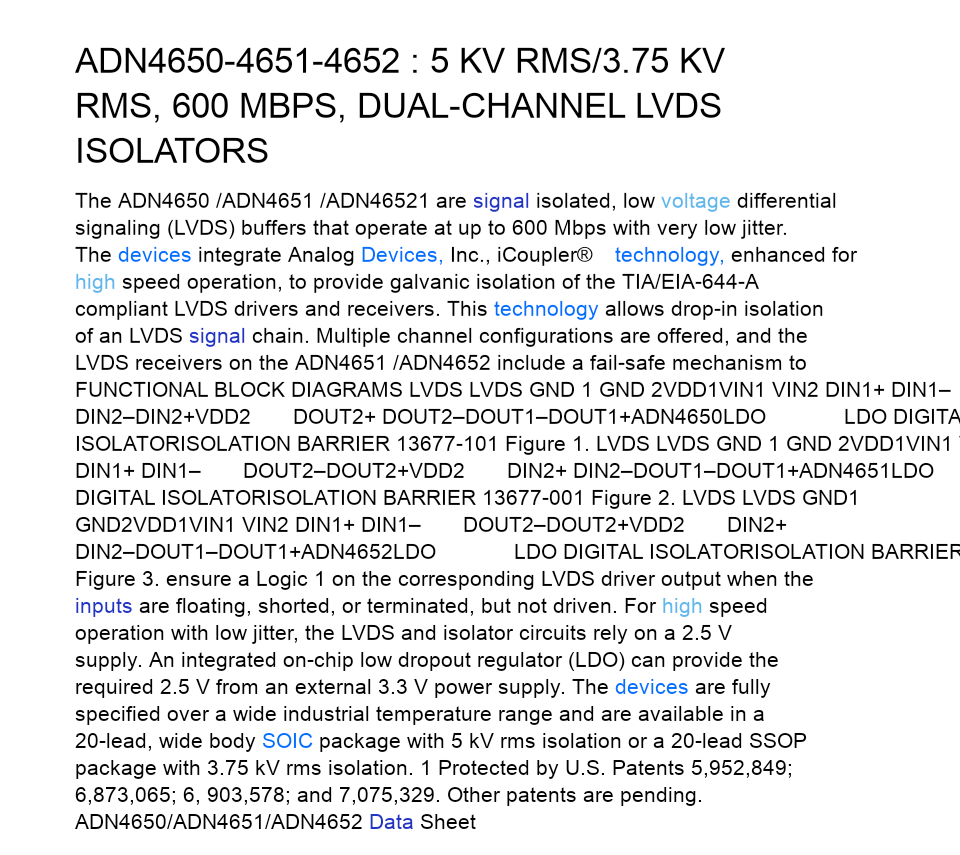 ADN4650-4651-4652 : 5 KV RMS/3.75 KV
RMS, 600 MBPS, DUAL-CHANNEL LVDS
ISOLATORS
The ADN4650 /ADN4651 /ADN46521 are signal isolated, low voltage differential
signaling (LVDS) buffers that operate at up to 600 Mbps with very low jitter.
The devices integrate Analog Devices, Inc., iCoupler® technology, enhanced for
high speed operation, to provide galvanic isolation of the TIA/EIA-644-A
compliant LVDS drivers and receivers. This technology allows drop-in isolation
of an LVDS signal chain. Multiple channel configurations are offered, and the
LVDS receivers on the ADN4651 /ADN4652 include a fail-safe mechanism to
FUNCTIONAL BLOCK DIAGRAMS LVDS LVDS GND 1 GND 2VDD1VIN1 VIN2 DIN1+ DIN1–
DIN2–DIN2+VDD2 DOUT2+ DOUT2–DOUT1–DOUT1+ADN4650LDO LDO DIGITA
ISOLATORISOLATION BARRIER 13677-101 Figure 1. LVDS LVDS GND 1 GND 2VDD1VIN1
DIN1+ DIN1– DOUT2–DOUT2+VDD2 DIN2+ DIN2–DOUT1–DOUT1+ADN4651LDO
DIGITAL ISOLATORISOLATION BARRIER 13677-001 Figure 2. LVDS LVDS GND1
GND2VDD1VIN1 VIN2 DIN1+ DIN1– DOUT2–DOUT2+VDD2 DIN2+
DIN2–DOUT1–DOUT1+ADN4652LDO LDO DIGITAL ISOLATORISOLATION BARRIER
Figure 3. ensure a Logic 1 on the corresponding LVDS driver output when the
inputs are floating, shorted, or terminated, but not driven. For high speed
operation with low jitter, the LVDS and isolator circuits rely on a 2.5 V
supply. An integrated on-chip low dropout regulator (LDO) can provide the
required 2.5 V from an external 3.3 V power supply. The devices are fully
specified over a wide industrial temperature range and are available in a
20-lead, wide body SOIC package with 5 kV rms isolation or a 20-lead SSOP
package with 3.75 kV rms isolation. 1 Protected by U.S. Patents 5,952,849;
6,873,065; 6, 903,578; and 7,075,329. Other patents are pending.
ADN4650/ADN4651/ADN4652 Data Sheet